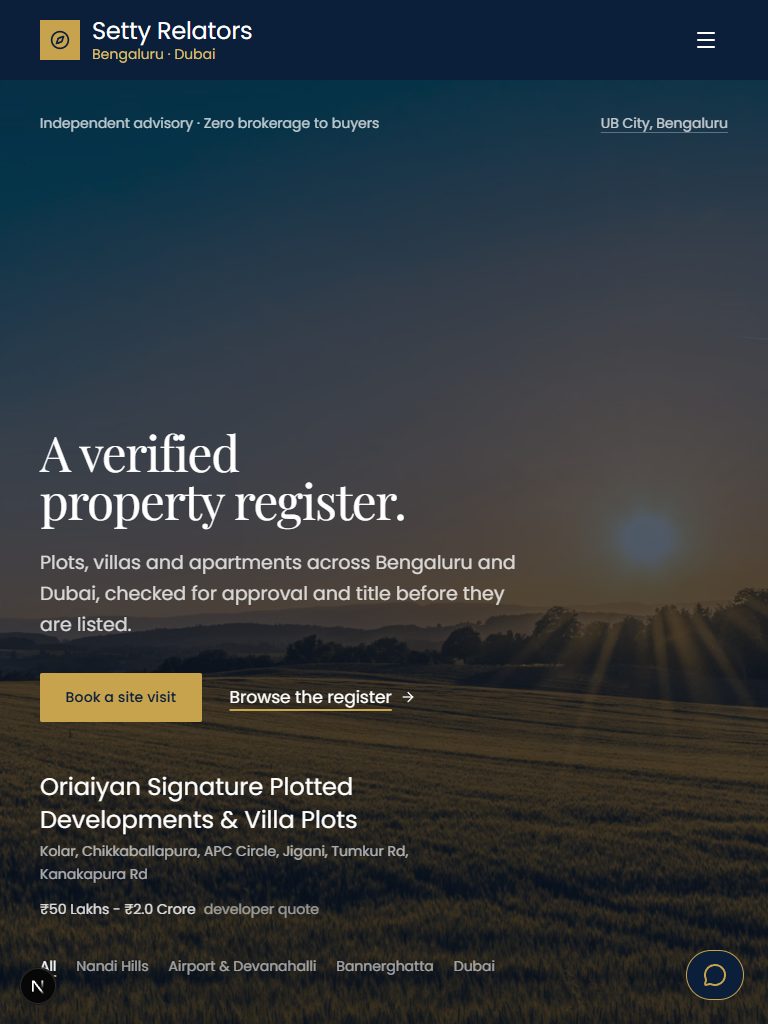 Setty Relators
Bengaluru · Dubai
Independent advisory · Zero brokerage to buyers
UB City, Bengaluru
A verified
property register.
Plots, villas and apartments across Bengaluru and
Dubai, checked for approval and title before they
are listed.
Book a site visit
Browse the register →
Oriaiyan Signature Plotted
Developments & Villa Plots
Kolar, Chikkaballapura, APC Circle, Jigani, Tumkur Rd,
Kanakapura Rd
₹50 Lakhs - ₹2.0 Crore developer quote
All Nandi Hills Airport & Devanahalli Bannerghatta Dubai
N